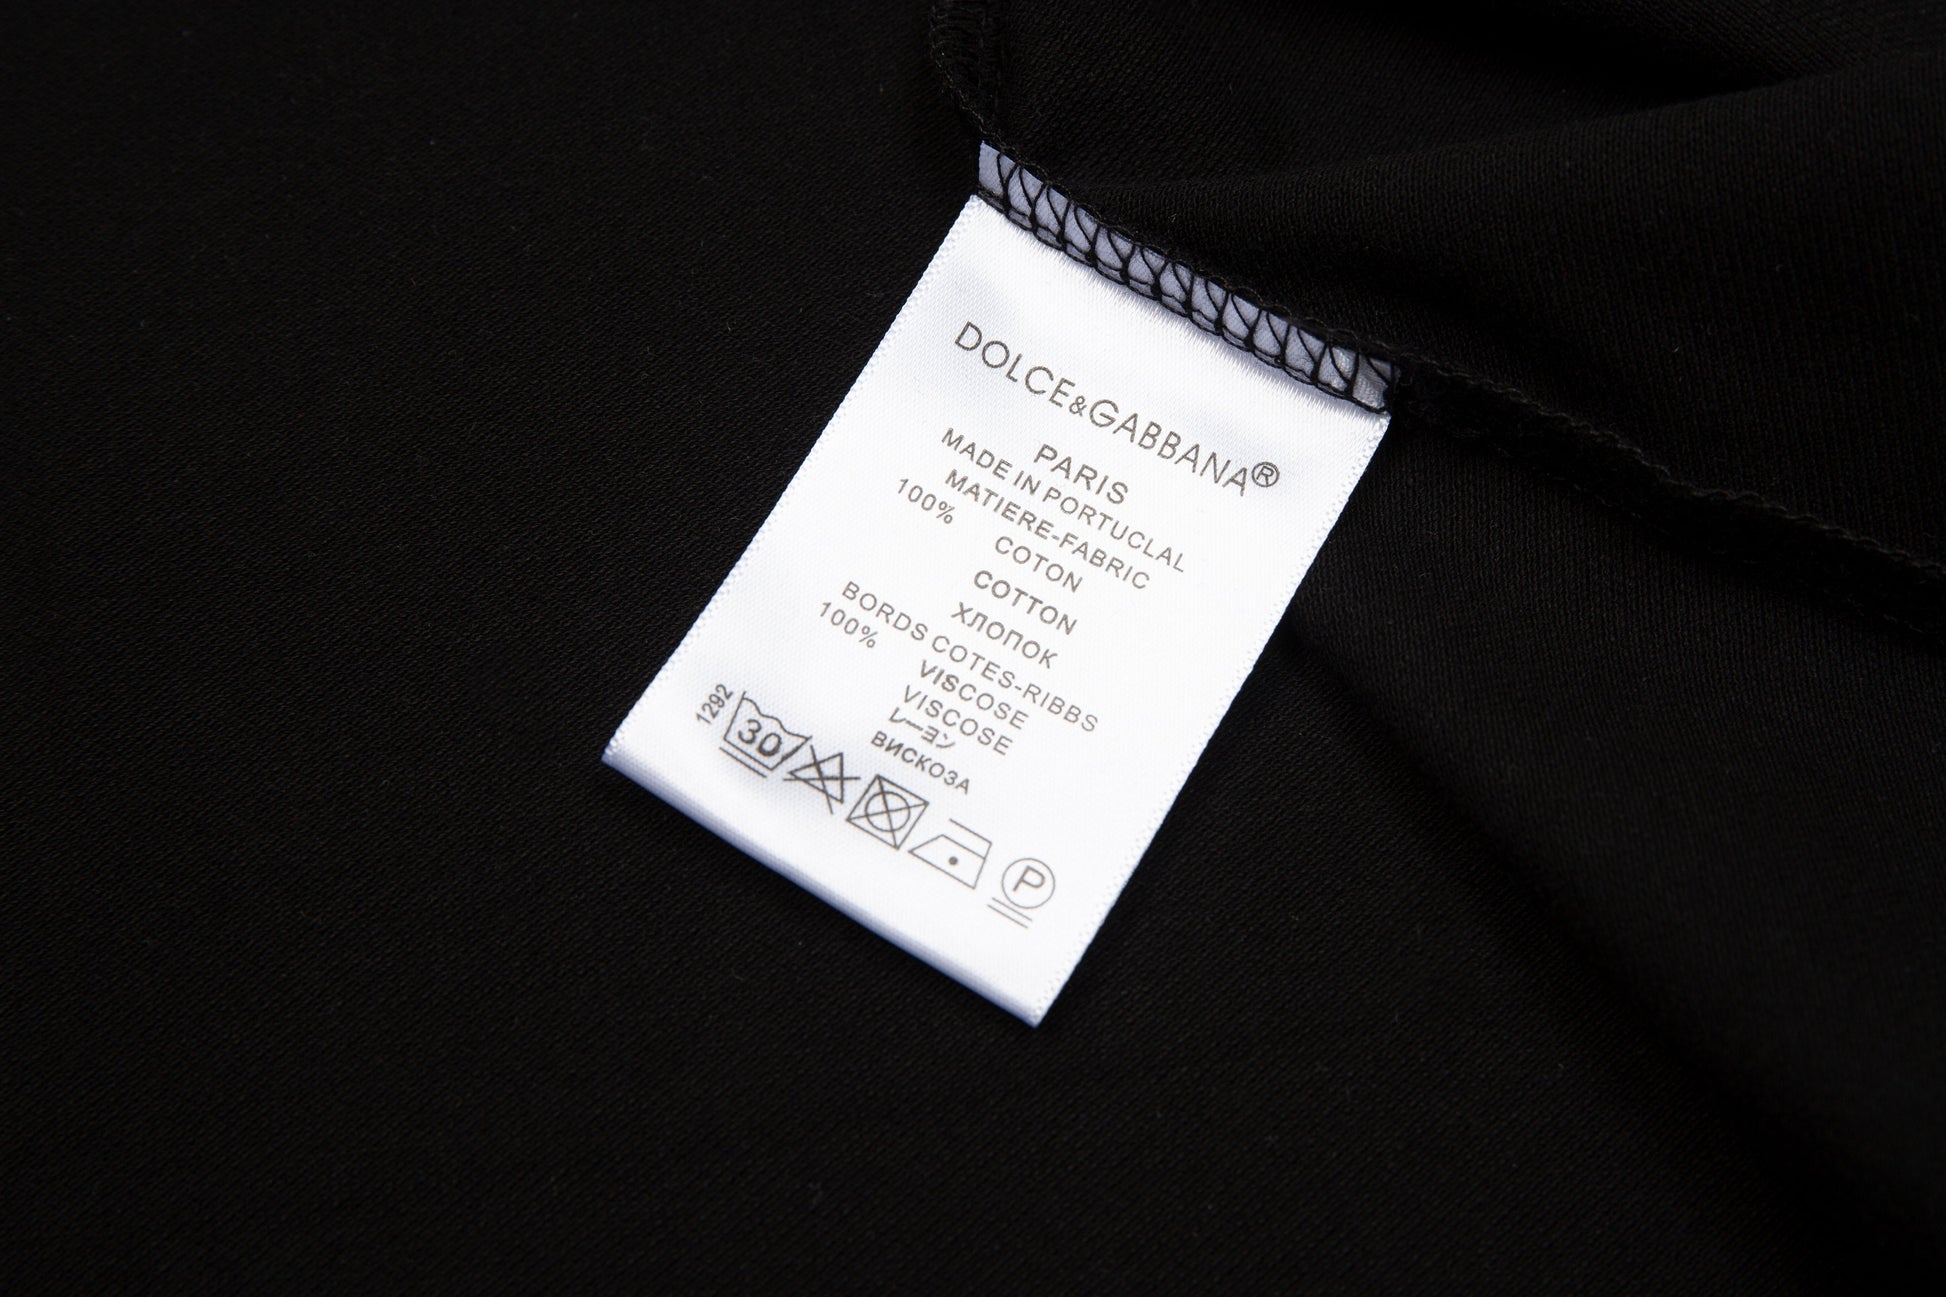 DOLCE&GABBANA®
PARIS
MADE IN PORTUCLAL
MATIERE-FABRIC
100%
COTON
COTTON
ХЛОПОК
BORDS COTES-RIBBS
100%
VISCOSE
VISCOSE
レーヨン
ВИСКОЗА
1292
30
P